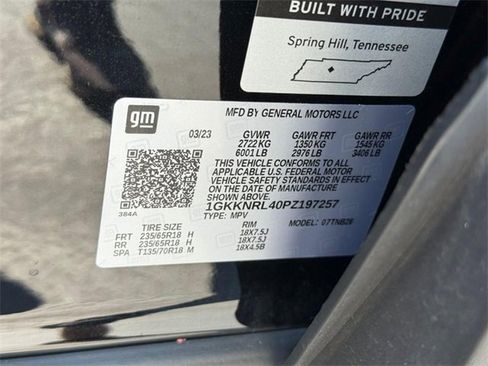 BUILT WITH PRIDE
Spring Hill, Tennessee
gm
MFD BY GENERAL MOTORS LLC
03/23 GVWR GAWR FRT GAWR RR
2722 KG 1350 KG 1545 KG
6001 LB 2976 LB 3406 LB
THIS VEHICLE CONFORMS TO ALL
APPLICABLE U.S. FEDERAL MOTOR
VEHICLE SAFETY AND THEFT PREVENTION
STANDARDS IN EFFECT ON THE DATE OF MANUFACTURE
SHOWN ABOVE.
384A 1GKKNRL40PZ197257
TYPE: MPV MODEL: 07TNB26
TIRE SIZE RIM
FRT 235/65R18 H 18X7.5J
RR 235/65R18 H 18X7.5J
SPA T135/70R18 M 18X4.5B